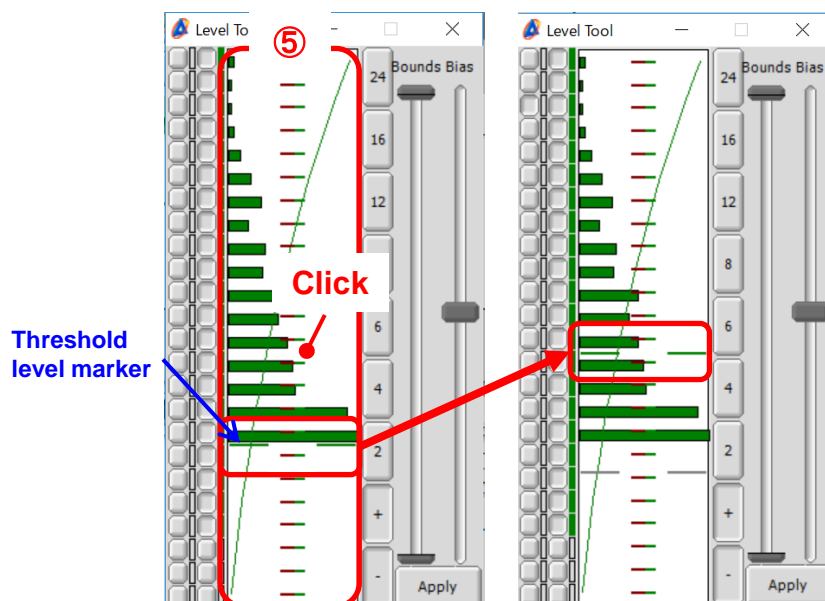 Level To
⑤
24
Bounds Bias
16
12
Click
6
Threshold
level marker
4
2
+
-
Apply
Level Tool
24
Bounds Bias
16
12
8
6
4
2
+
-
Apply